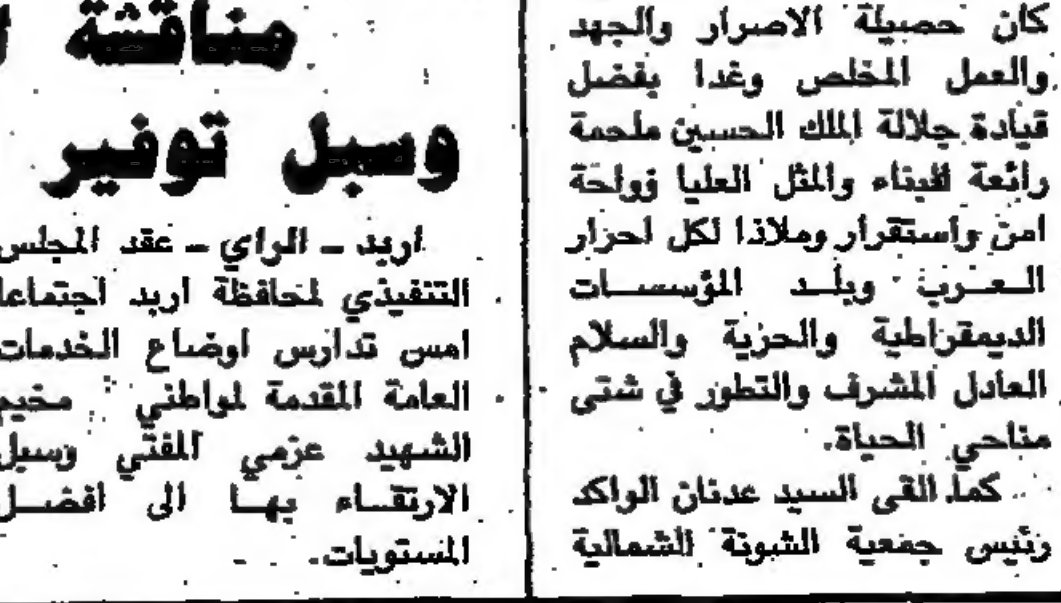 كان حصيلة الاصرار والجهد
والعمل المخلص وغدا بفضل
قيادة جلالة الملك الحسين ملحمة
رائعة للبناء والمثل العليا وواحة
امن واستقرار وملاذا لكل احرار
العرب وبلد المؤسسات
الديمقراطية والحرية والسلام
العادل المشرف والتطور في شتى
مناحي الحياة.
كما القى السيد عدنان الواكد
رئيس جمعية الشونة الشمالية
مناقشة
وسبل توفير
اربد ـ الراي ـ عقد المجلس
التنفيذي لمحافظة اربد اجتماعا
امس تدارس اوضاع الخدمات
العامة المقدمة لمواطني مخيم
الشهيد عزمي المفتي وسبل
الارتقاء بها الى افضل
المستويات.